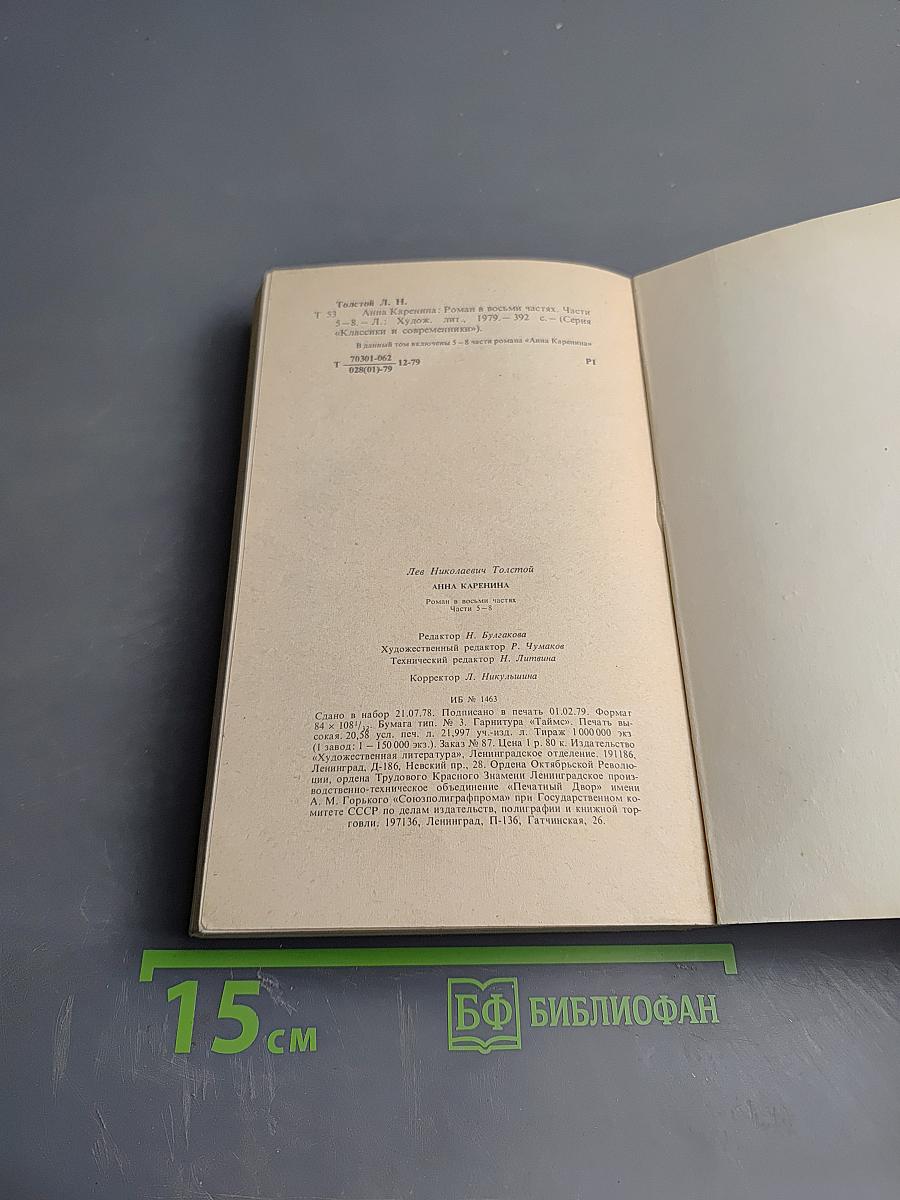 Толстой Л. Н.
Т 53 Анна Каренина: Роман в восьми частях. Части
5—8. — Л.: Худож. лит., 1979. — 392 с. — (Серия
«Классики и современники»).
В данный том включены 5—8 части романа «Анна Каренина»
Т 70301-062/028(01)-79 12-79 Р1
Лев Николаевич Толстой
АННА КАРЕНИНА
Роман в восьми частях
Части 5—8
Редактор Н. Булгакова
Художественный редактор Р. Чумаков
Технический редактор Н. Литвина
Корректор Л. Никульшина
ИБ № 1463
Сдано в набор 21.07.78. Подписано в печать 01.02.79. Формат
84 × 108 1/32. Бумага тип. № 3. Гарнитура «Таймс». Печать вы-
сокая. 20,58 усл. печ. л. 21,997 уч.-изд. л. Тираж 1 000 000 экз
(1 завод: 1 — 150 000 экз.). Заказ № 87. Цена 1 р. 80 к. Издательство
«Художественная литература», Ленинградское отделение. 191186,
Ленинград, Д-186, Невский пр., 28. Ордена Октябрьской Револю-
ции, ордена Трудового Красного Знамени Ленинградское произ-
водственно-техническое объединение «Печатный Двор» имени
А. М. Горького «Союзполиграфпрома» при Государственном ко-
митете СССР по делам издательств, полиграфии и книжной тор-
говли. 197136, Ленинград, П-136, Гатчинская, 26.
15 см
БФ БИБЛИОФАН